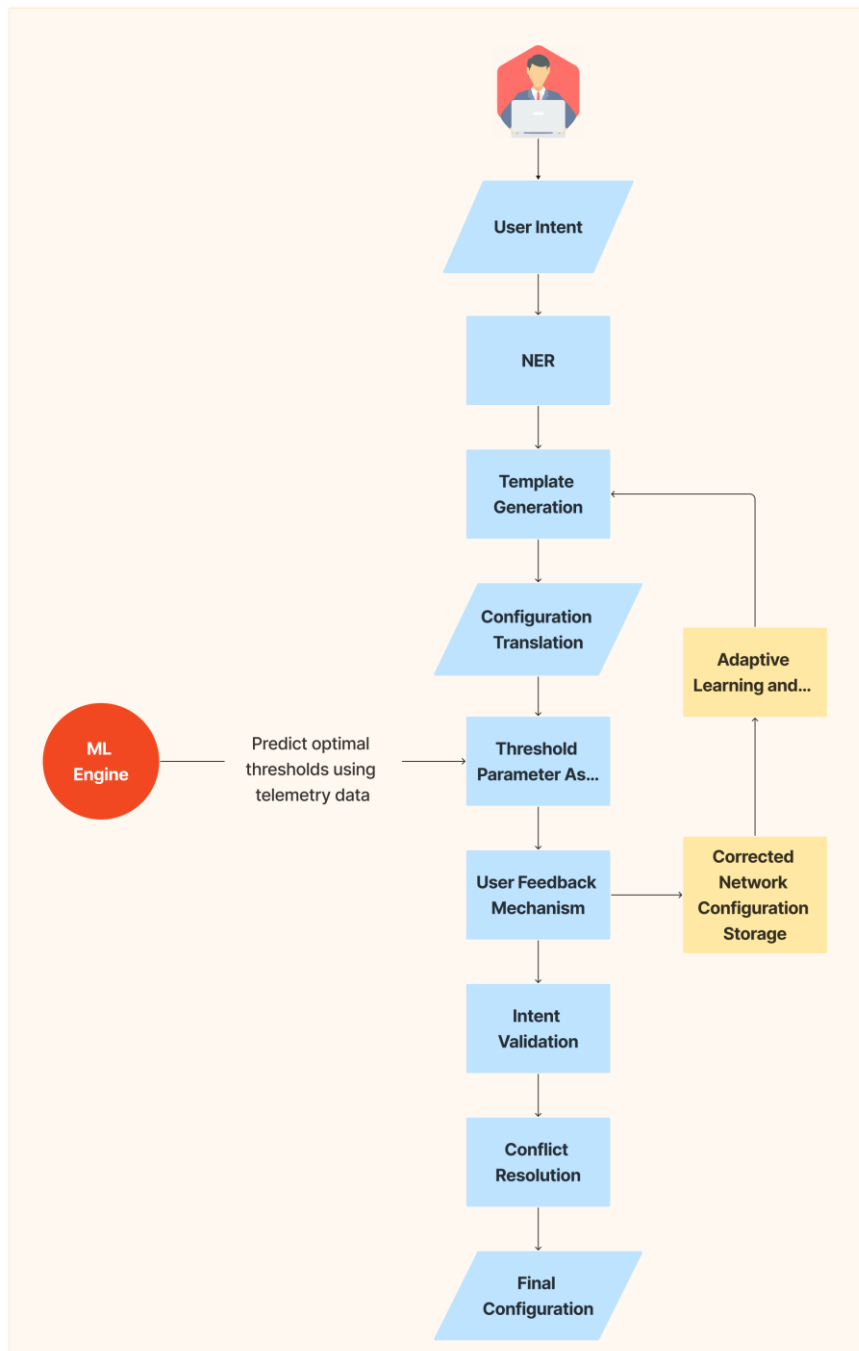 User Intent
NER
Template
Generation
Configuration
Translation
Adaptive
Learning and...
ML
Engine
Predict optimal
thresholds using
telemetry data
Threshold
Parameter As...
User Feedback
Mechanism
Corrected
Network
Configuration
Storage
Intent
Validation
Conflict
Resolution
Final
Configuration